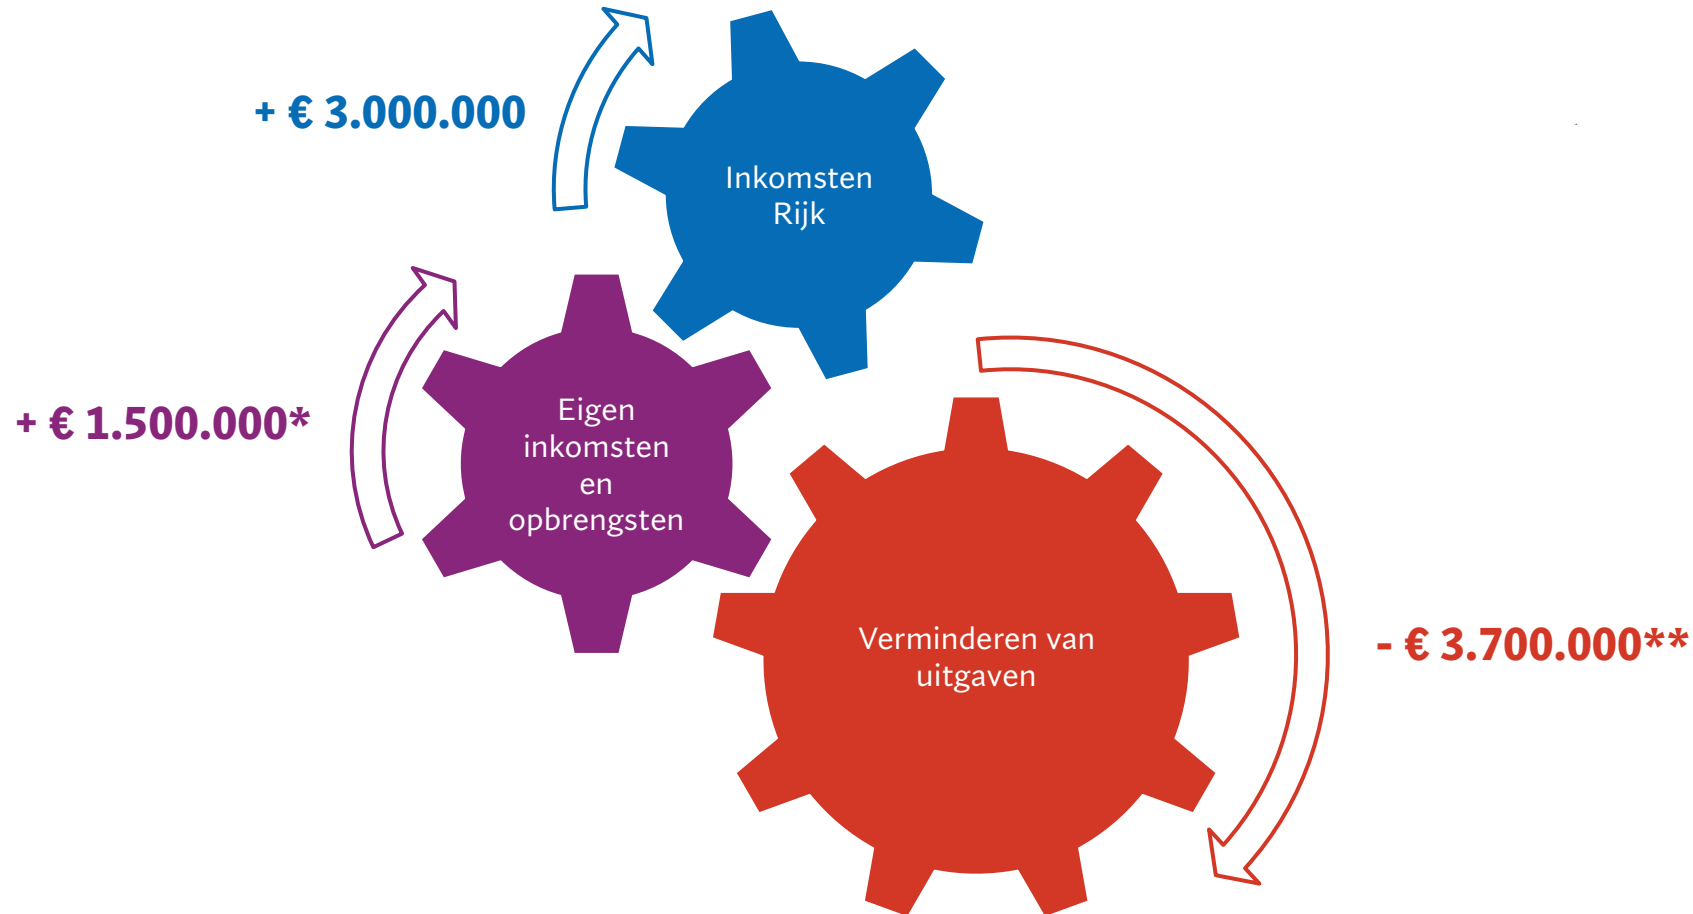 + € 3.000.000
Inkomsten
Rijk
+ € 1.500.000*
Eigen
inkomsten
en
opbrengsten
Verminderen van
uitgaven
- € 3.700.000**